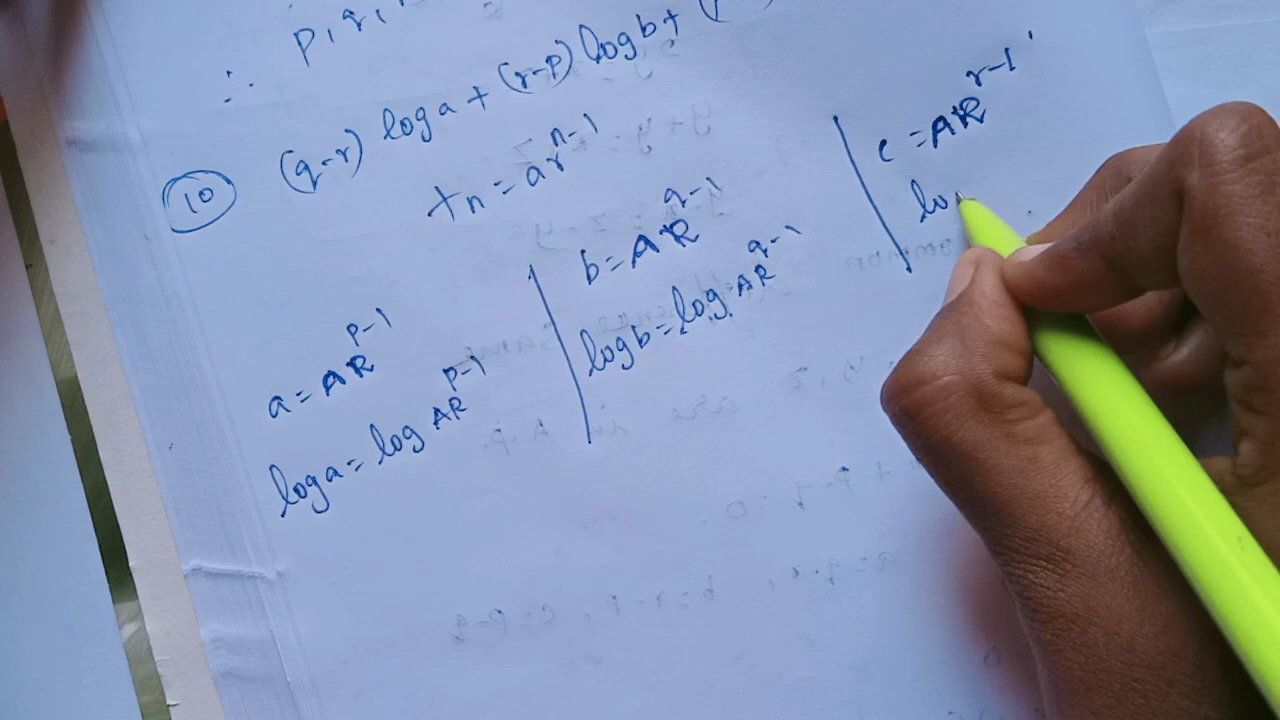 ∴ p, q,
(10) (q-r) log a + (r-p) log b + (
tn = ar^n-1
a = AR^p-1
log a = log AR^p-1
b = AR^q-1
log b = log AR^q-1
c = AR^r-1
lo